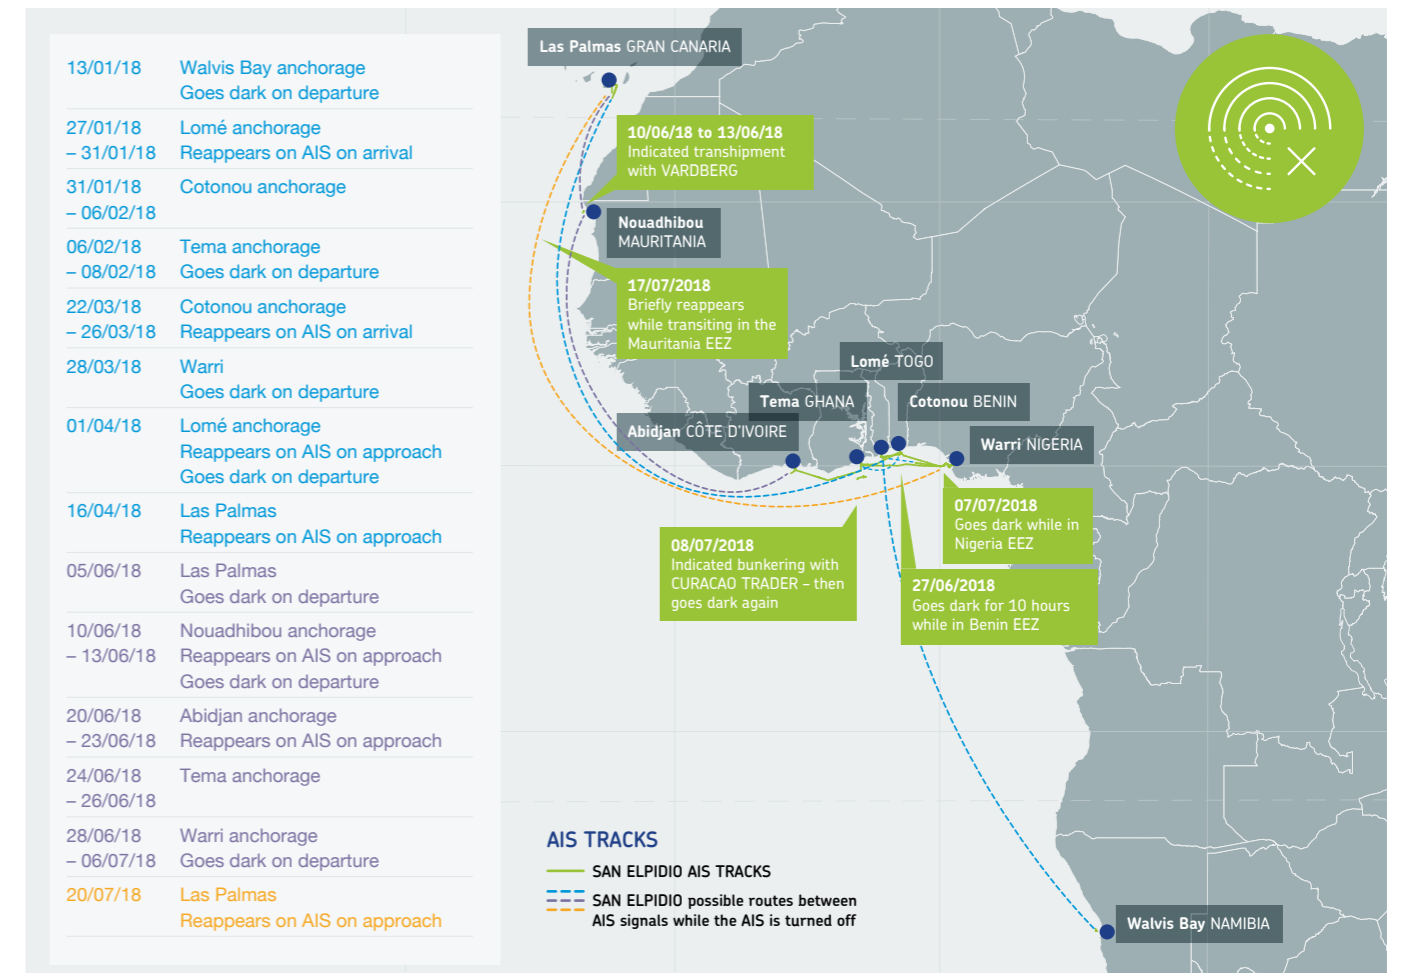 13/01/18 Walvis Bay anchorage
Goes dark on departure
27/01/18 Lomé anchorage
– 31/01/18 Reappears on AIS on arrival
31/01/18 Cotonou anchorage
– 06/02/18
06/02/18 Tema anchorage
– 08/02/18 Goes dark on departure
22/03/18 Cotonou anchorage
– 26/03/18 Reappears on AIS on arrival
28/03/18 Warri
Goes dark on departure
01/04/18 Lomé anchorage
Reappears on AIS on approach
Goes dark on departure
16/04/18 Las Palmas
Reappears on AIS on approach
05/06/18 Las Palmas
Goes dark on departure
10/06/18 Nouadhibou anchorage
– 13/06/18 Reappears on AIS on approach
Goes dark on departure
20/06/18 Abidjan anchorage
– 23/06/18 Reappears on AIS on approach
24/06/18 Tema anchorage
– 26/06/18
28/06/18 Warri anchorage
– 06/07/18 Goes dark on departure
20/07/18 Las Palmas
Reappears on AIS on approach
Las Palmas GRAN CANARIA
10/06/18 to 13/06/18
Indicated transhipment
with VARDBERG
Nouadhibou
MAURITANIA
17/07/2018
Briefly reappears
while transiting in the
Mauritania EEZ
Lomé TOGO
Tema GHANA
Cotonou BENIN
Abidjan CÔTE D'IVOIRE
Warri NIGERIA
07/07/2018
Goes dark while in
Nigeria EEZ
08/07/2018
Indicated bunkering with
CURACAO TRADER – then
goes dark again
27/06/2018
Goes dark for 10 hours
while in Benin EEZ
AIS TRACKS
SAN ELPIDIO AIS TRACKS
SAN ELPIDIO possible routes between
AIS signals while the AIS is turned off
Walvis Bay NAMIBIA